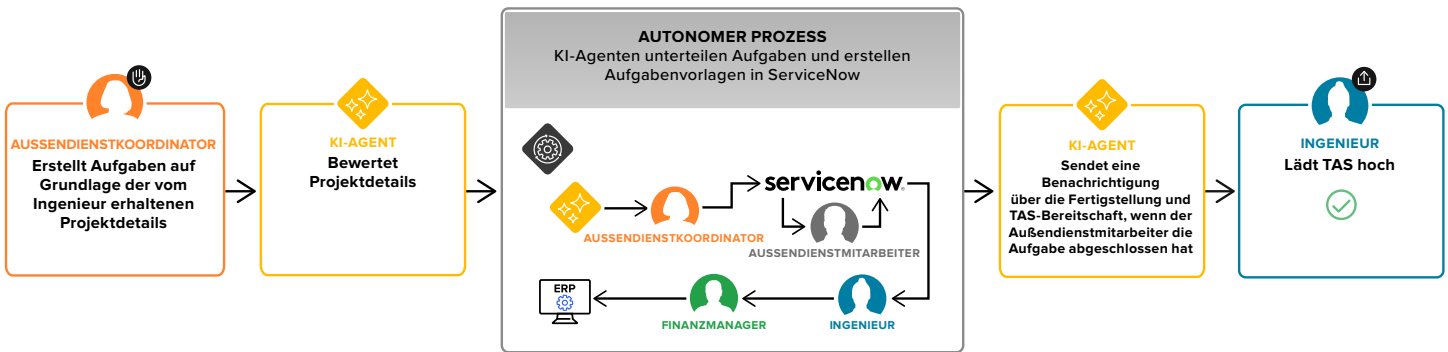 AUSSENDIENSTKOORDINATOR
Erstellt Aufgaben auf
Grundlage der vom
Ingenieur erhaltenen
Projektdetails
KI-AGENT
Bewertet
Projektdetails
AUTONOMER PROZESS
KI-Agenten unterteilen Aufgaben und erstellen
Aufgabenvorlagen in ServiceNow
servicenow.
AUSSENDIENSTKOORDINATOR
AUSSENDIENSTMITARBEITER
ERP
FINANZMANAGER
INGENIEUR
KI-AGENT
Sendet eine
Benachrichtigung
über die Fertigstellung und
TAS-Bereitschaft, wenn der
Außendienstmitarbeiter die
Aufgabe abgeschlossen hat
INGENIEUR
Lädt TAS hoch